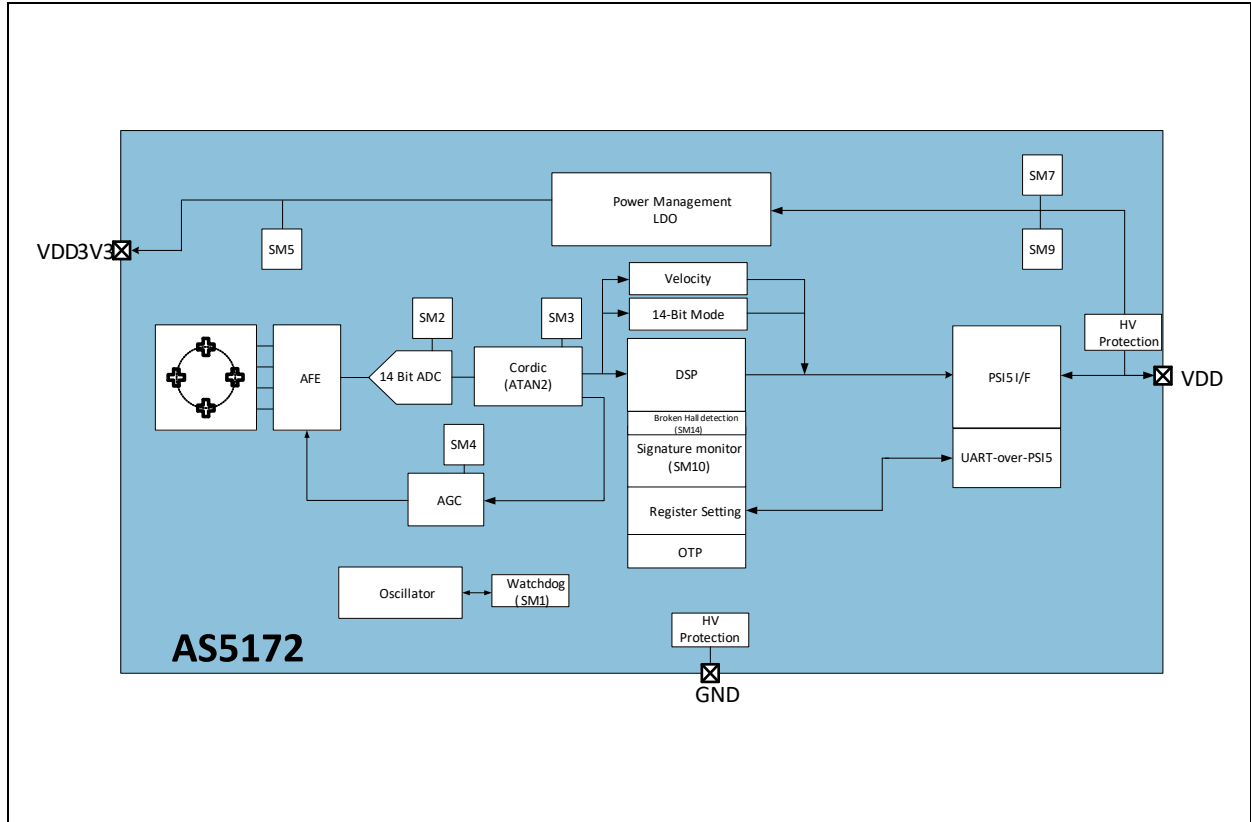 SM7
Power Management
LDO
VDD3V3
SM5
SM9
Velocity
SM2
SM3
14-Bit Mode
HV
Protection
AFE
14 Bit ADC
Cordic
(ATAN2)
DSP
PSI5 I/F
VDD
Broken Hall detection
(SM14)
SM4
Signature monitor
(SM10)
UART-over-PSI5
AGC
Register Setting
OTP
Oscillator
Watchdog
(SM1)
HV
Protection
AS5172
GND